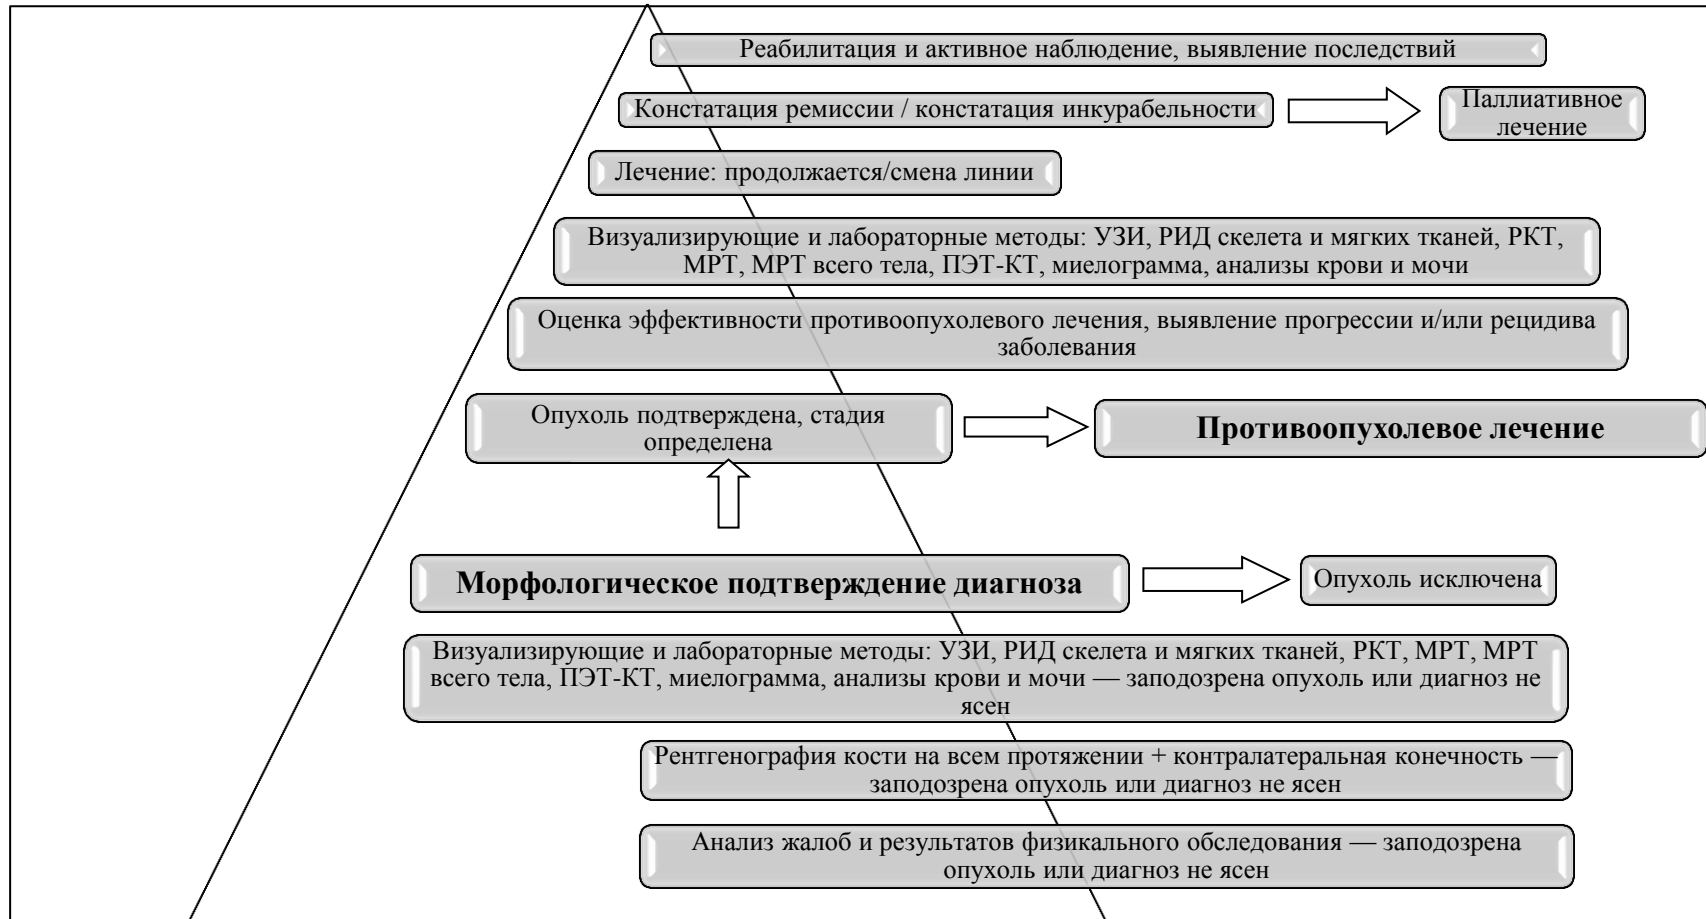 Реабилитация и активное наблюдение, выявление последствий
Констатация ремиссии / констатация инкурабельности
Паллиативное
лечение
Лечение: продолжается/смена линии
Визуализирующие и лабораторные методы: УЗИ, РИД скелета и мягких тканей, РКТ,
МРТ, МРТ всего тела, ПЭТ-КТ, миелограмма, анализы крови и мочи
Оценка эффективности противоопухолевого лечения, выявление прогрессии и/или рецидива
заболевания
Опухоль подтверждена, стадия
определена
Противоопухолевое лечение
Морфологическое подтверждение диагноза
Опухоль исключена
Визуализирующие и лабораторные методы: УЗИ, РИД скелета и мягких тканей, РКТ, МРТ, МРТ
всего тела, ПЭТ-КТ, миелограмма, анализы крови и мочи — заподозрена опухоль или диагноз не
ясен
Рентгенография кости на всем протяжении + контралатеральная конечность —
заподозрена опухоль или диагноз не ясен
Анализ жалоб и результатов физикального обследования — заподозрена
опухоль или диагноз не ясен